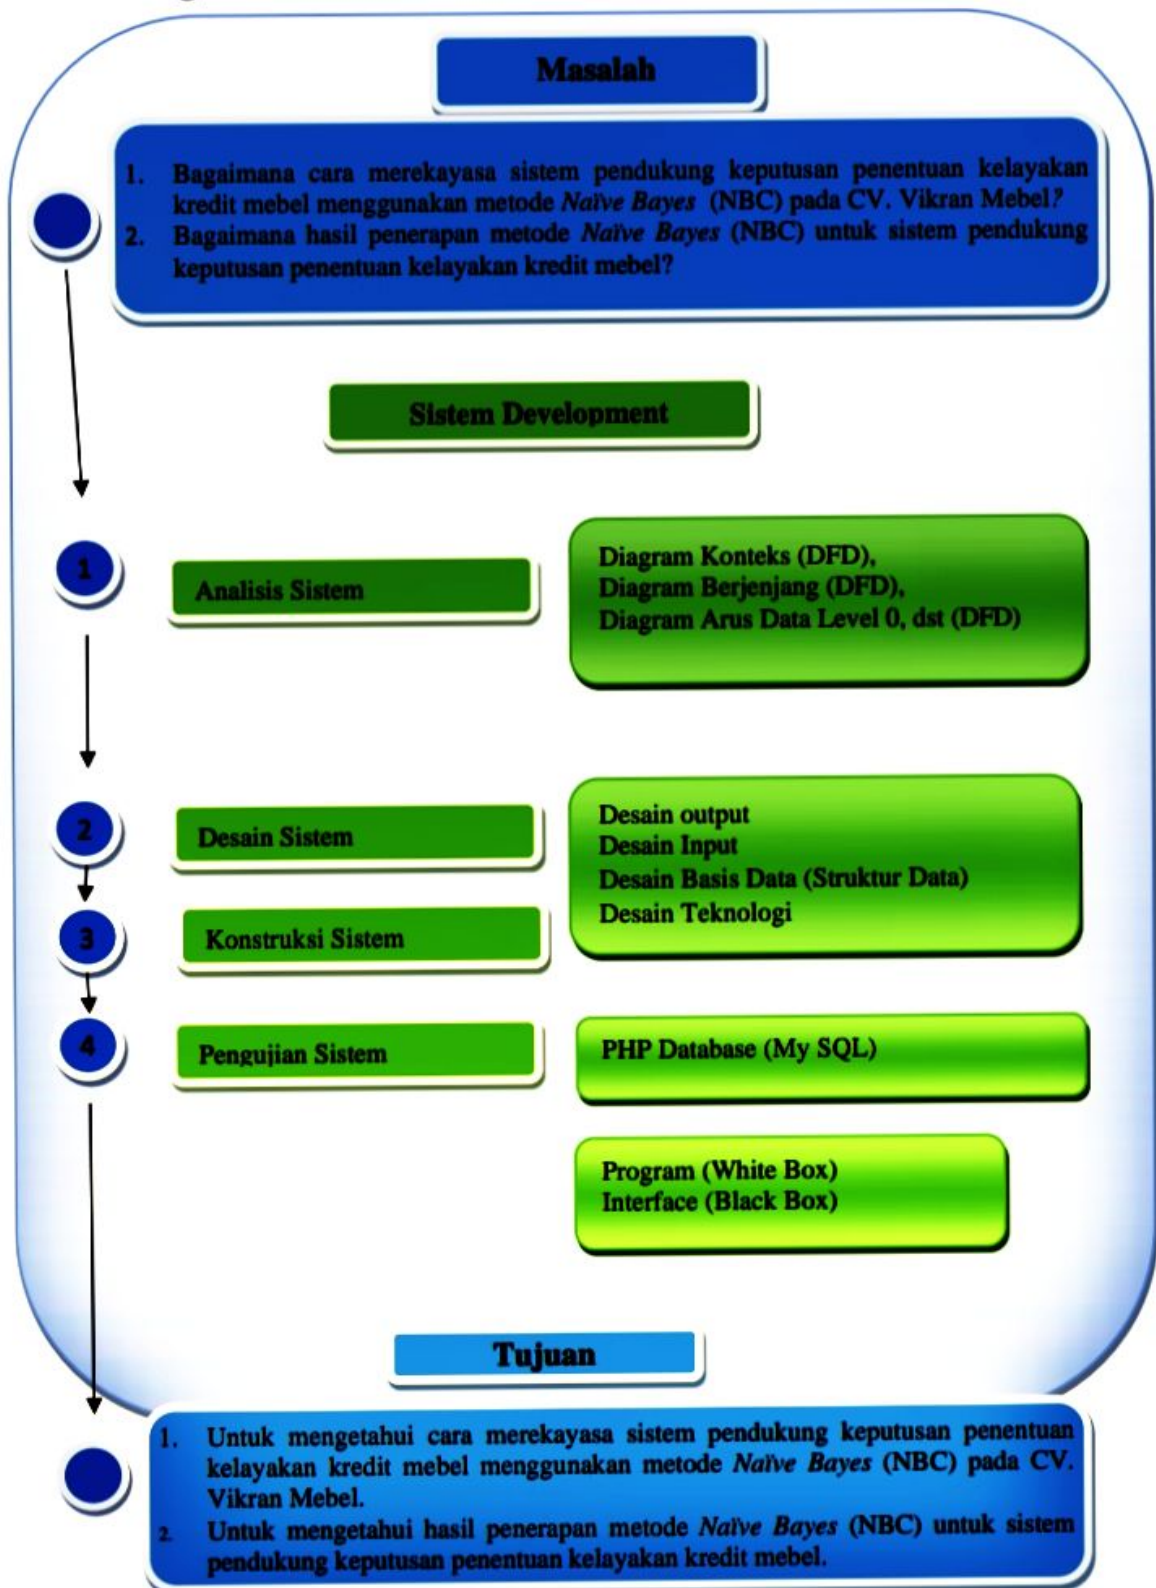 Masalah
1. Bagaimana cara merekayasa sistem pendukung keputusan penentuan kelayakan
kredit mebel menggunakan metode Naïve Bayes (NBC) pada CV. Vikran Mebel?
2. Bagaimana hasil penerapan metode Naïve Bayes (NBC) untuk sistem pendukung
keputusan penentuan kelayakan kredit mebel?
Sistem Development
1
Analisis Sistem
Diagram Konteks (DFD),
Diagram Berjenjang (DFD),
Diagram Arus Data Level 0, dst (DFD)
2
Desain Sistem
Desain output
Desain Input
Desain Basis Data (Struktur Data)
Desain Teknologi
3
Konstruksi Sistem
4
Pengujian Sistem
PHP Database (My SQL)
Program (White Box)
Interface (Black Box)
Tujuan
1. Untuk mengetahui cara merekayasa sistem pendukung keputusan penentuan
kelayakan kredit mebel menggunakan metode Naïve Bayes (NBC) pada CV.
Vikran Mebel.
2. Untuk mengetahui hasil penerapan metode Naïve Bayes (NBC) untuk sistem
pendukung keputusan penentuan kelayakan kredit mebel.